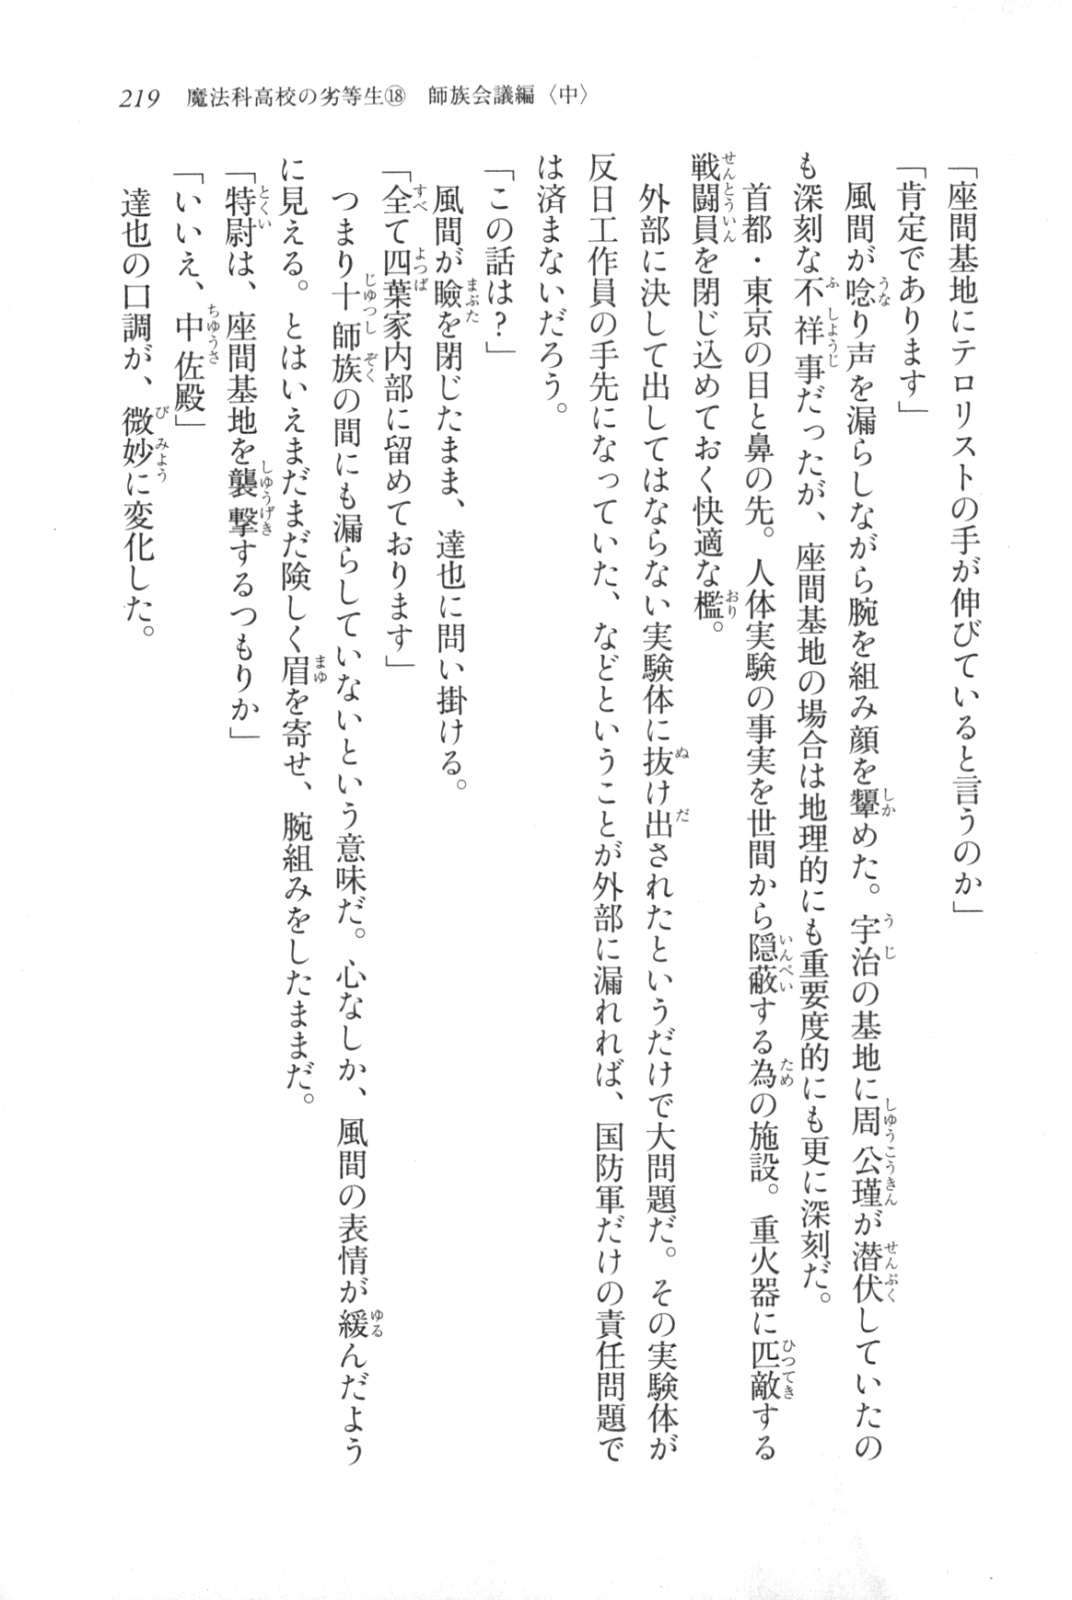 219　魔法科高校の劣等生⑱　師族会議編〈中〉
「座間基地にテロリストの手が伸びていると言うのか」
「肯定であります」
　風間が唸り声を漏らしながら腕を組み顔を顰めた。宇治の基地に周公瑾が潜伏していたの
も深刻な不祥事だったが、座間基地の場合は地理的にも重要度的にも更に深刻だ。
　首都・東京の目と鼻の先。人体実験の事実を世間から隠蔽する為の施設。重火器に匹敵する
戦闘員を閉じ込めておく快適な檻。
　外部に決して出してはならない実験体に抜け出されたというだけで大問題だ。その実験体が
反日工作員の手先になっていた、などということが外部に漏れれば、国防軍だけの責任問題で
は済まないだろう。
「この話は？」
　風間が瞼を閉じたまま、達也に問い掛ける。
「全て四葉家内部に留めております」
　つまり十師族の間にも漏らしていないという意味だ。心なしか、風間の表情が緩んだよう
に見える。とはいえまだまだ険しく眉を寄せ、腕組みをしたままだ。
「特尉は、座間基地を襲撃するつもりか」
「いいえ、中佐殿」
　達也の口調が、微妙に変化した。